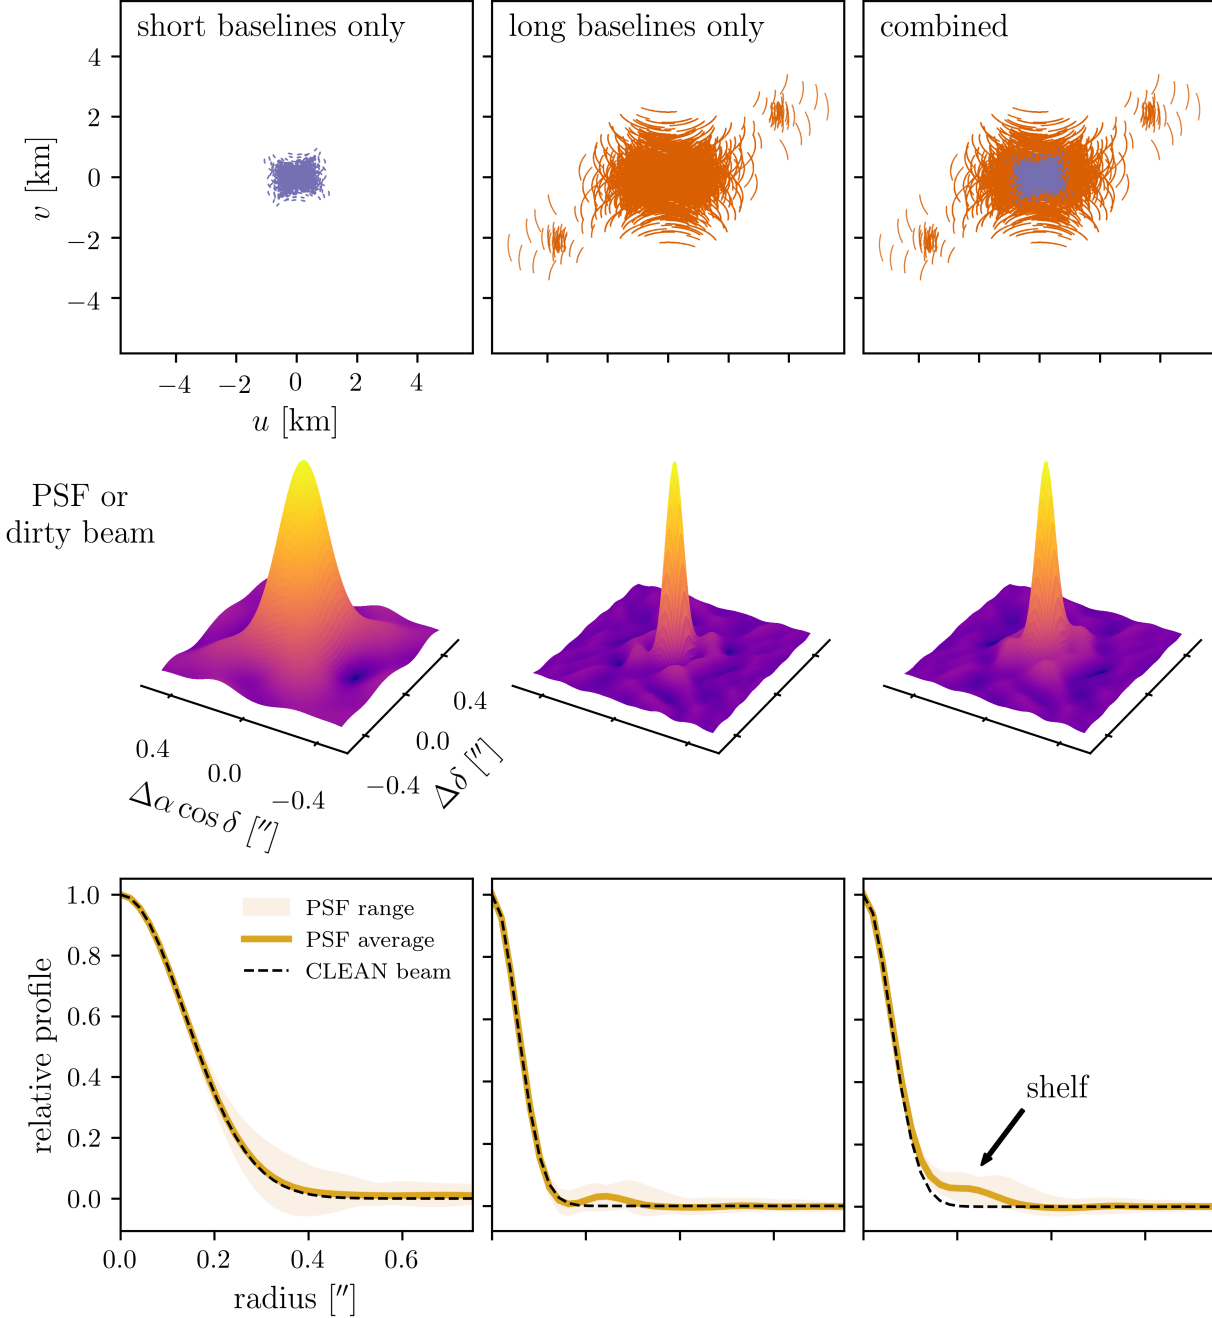 short baselines only
long baselines only
combined
4
2
0
−2
−4
v [km]
−4 −2 0 2 4
u [km]
PSF or
dirty beam
0.4
0.0
−0.4
Δα cos δ [″]
0.4
0.0
−0.4
Δδ [″]
1.0
0.8
0.6
0.4
0.2
0.0
relative profile
PSF range
PSF average
CLEAN beam
shelf
0.0 0.2 0.4 0.6
radius [″]